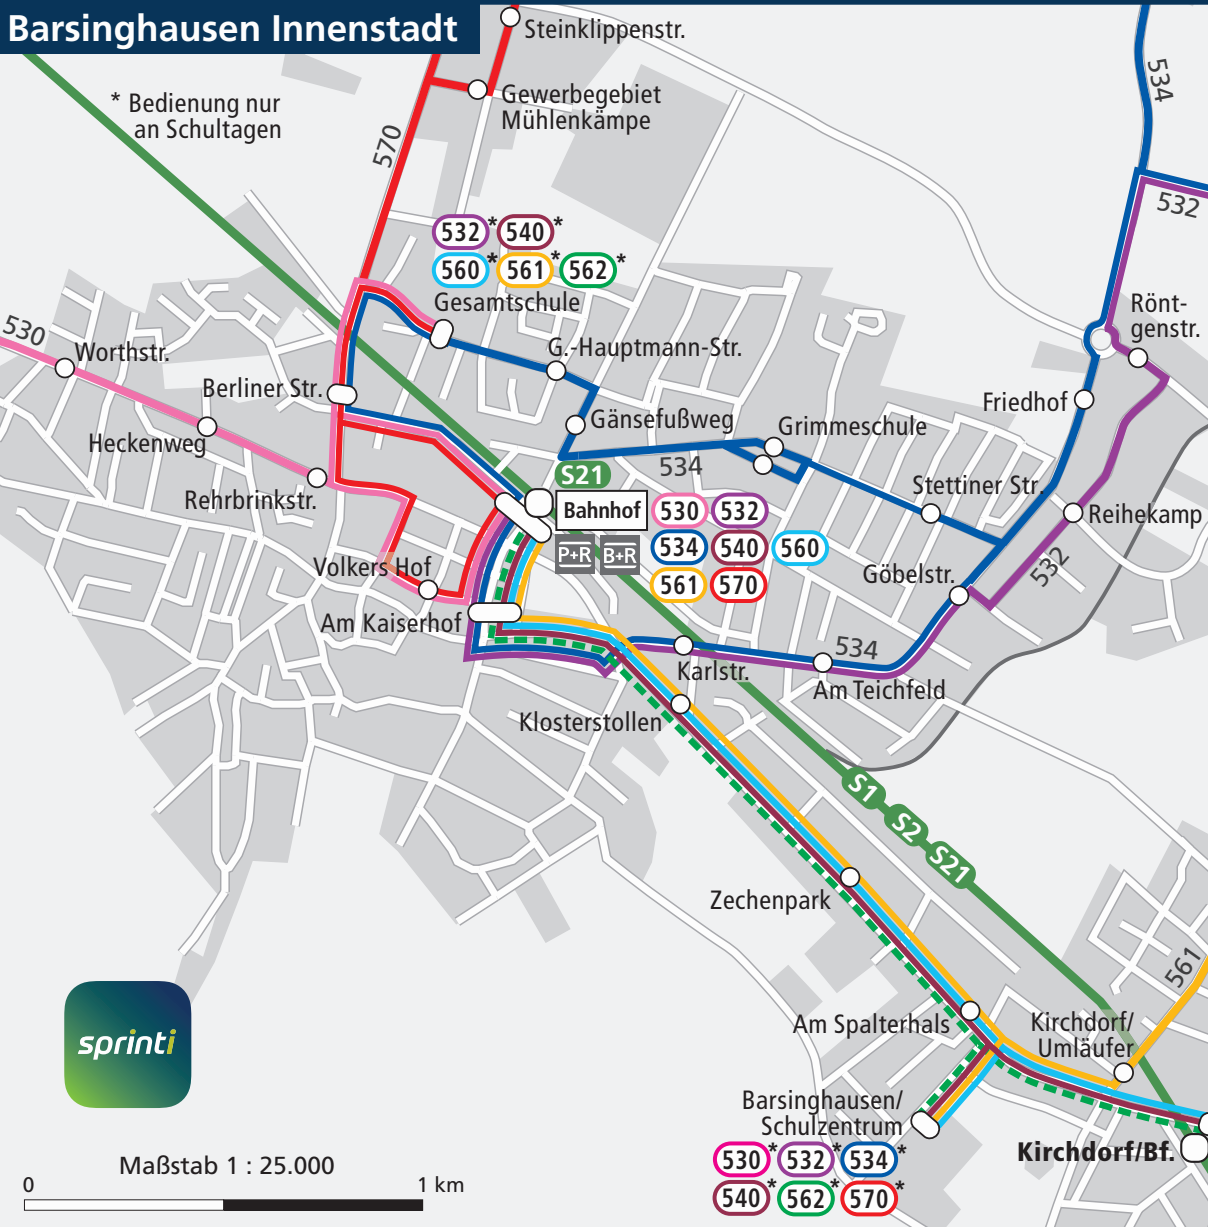 Barsinghausen Innenstadt
Steinklippenstr.
534
* Bedienung nur
an Schultagen
Gewerbegebiet
Mühlenkämpe
570
532
532* 540*
560* 561* 562*
Gesamtschule
Rönt-
genstr.
530
Worthstr.
G.-Hauptmann-Str.
Berliner Str.
Friedhof
Gänsefußweg
Grimmeschule
Heckenweg
534
S21
Stettiner Str.
Rehrbrinkstr.
Bahnhof
530 532
Reihekamp
P+R B+R
534 540 560
Volkers Hof
561 570
Göbelstr.
532
Am Kaiserhof
534
Karlstr.
Am Teichfeld
Klosterstollen
S1
S2
S21
Zechenpark
561
Am Spalterhals
Kirchdorf/
Umläufer
sprinti
Barsinghausen/
Schulzentrum
Kirchdorf/Bf.
530* 532* 534*
540* 562* 570*
Maßstab 1 : 25.000
0 1 km